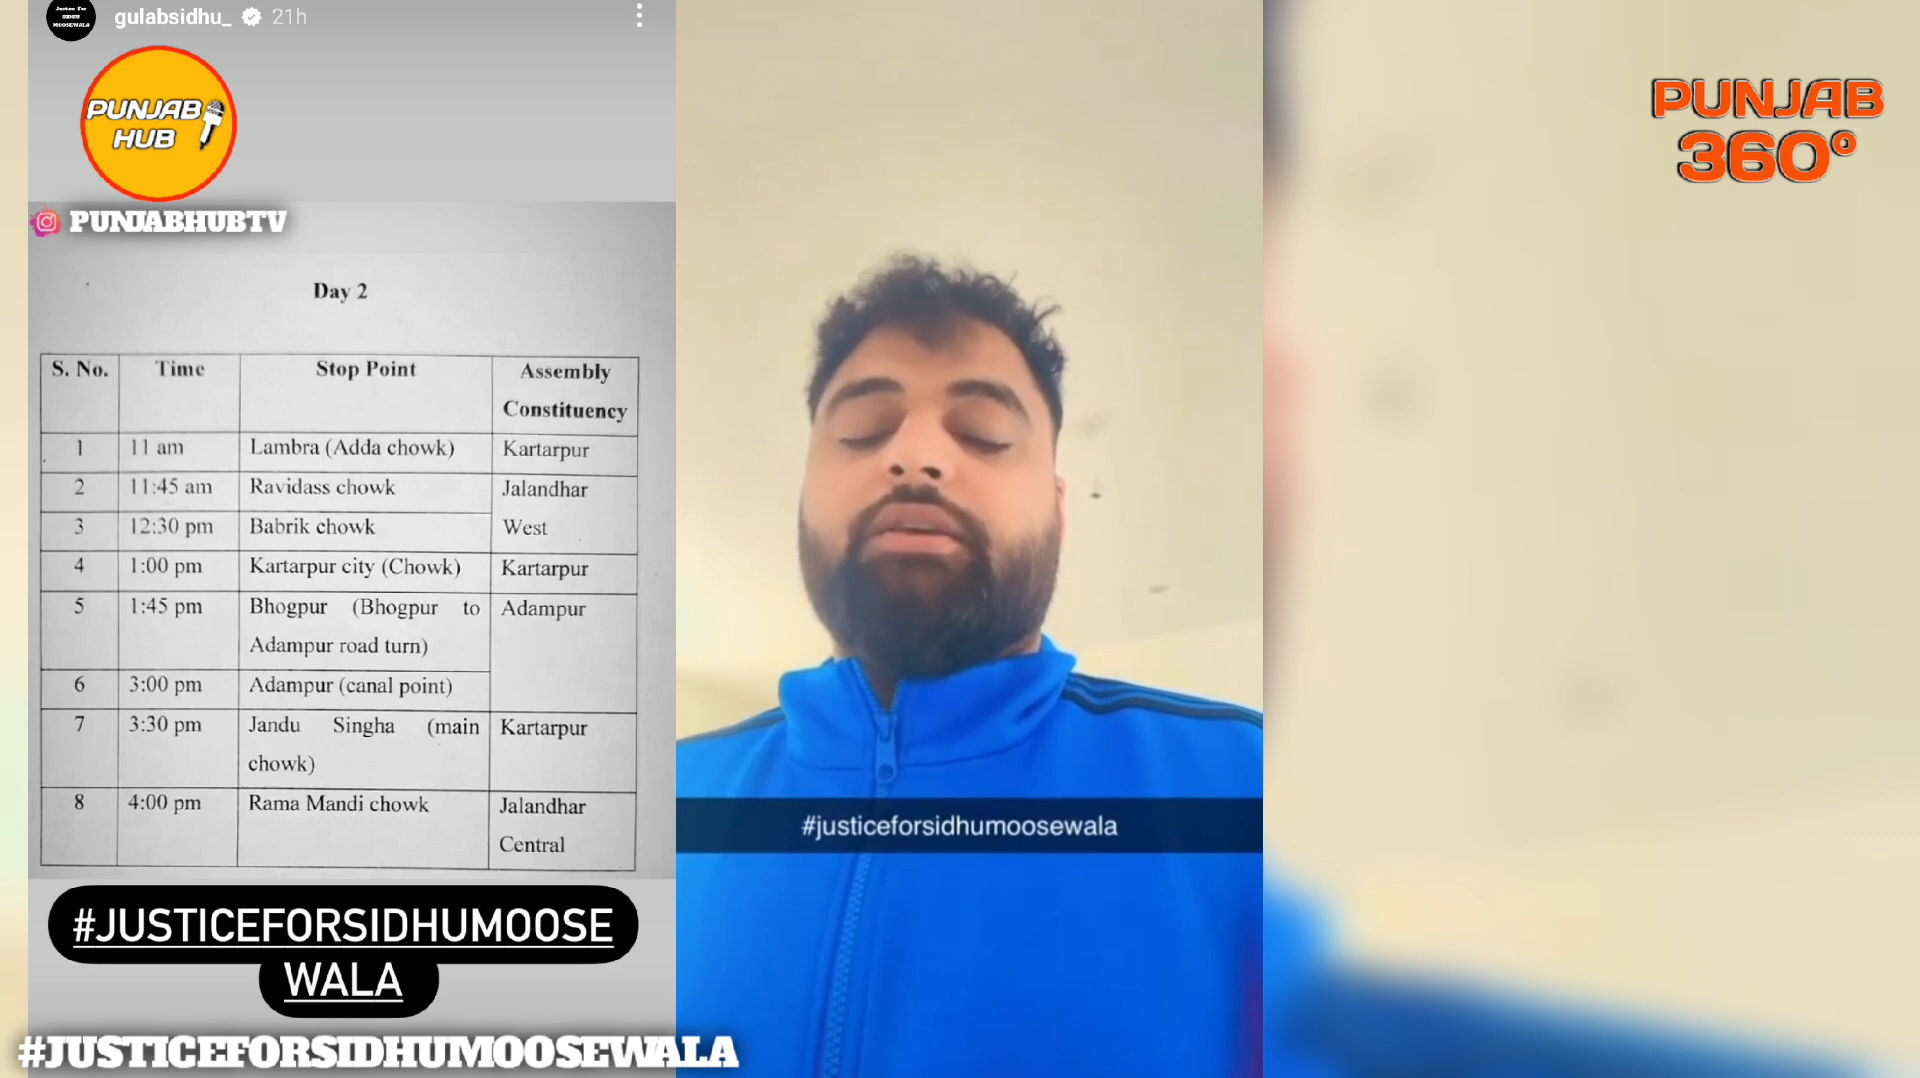 Justice For
SIDHU
MOOSEWALA
gulabsidhu_ 21h
PUNJAB
HUB
PUNJABHUBTV
Day 2
S. No. Time Stop Point Assembly Constituency
1 11 am Lambra (Adda chowk) Kartarpur
2 11:45 am Ravidass chowk Jalandhar
3 12:30 pm Babrik chowk West
4 1:00 pm Kartarpur city (Chowk) Kartarpur
5 1:45 pm Bhogpur (Bhogpur to Adampur
Adampur road turn)
6 3:00 pm Adampur (canal point)
7 3:30 pm Jandu Singha (main Kartarpur
chowk)
8 4:00 pm Rama Mandi chowk Jalandhar
Central
#JUSTICEFORSIDHUMOOSE
WALA
#JUSTICEFORSIDHUMOOSEWALA
#justiceforsidhumoosewala
PUNJAB
360°